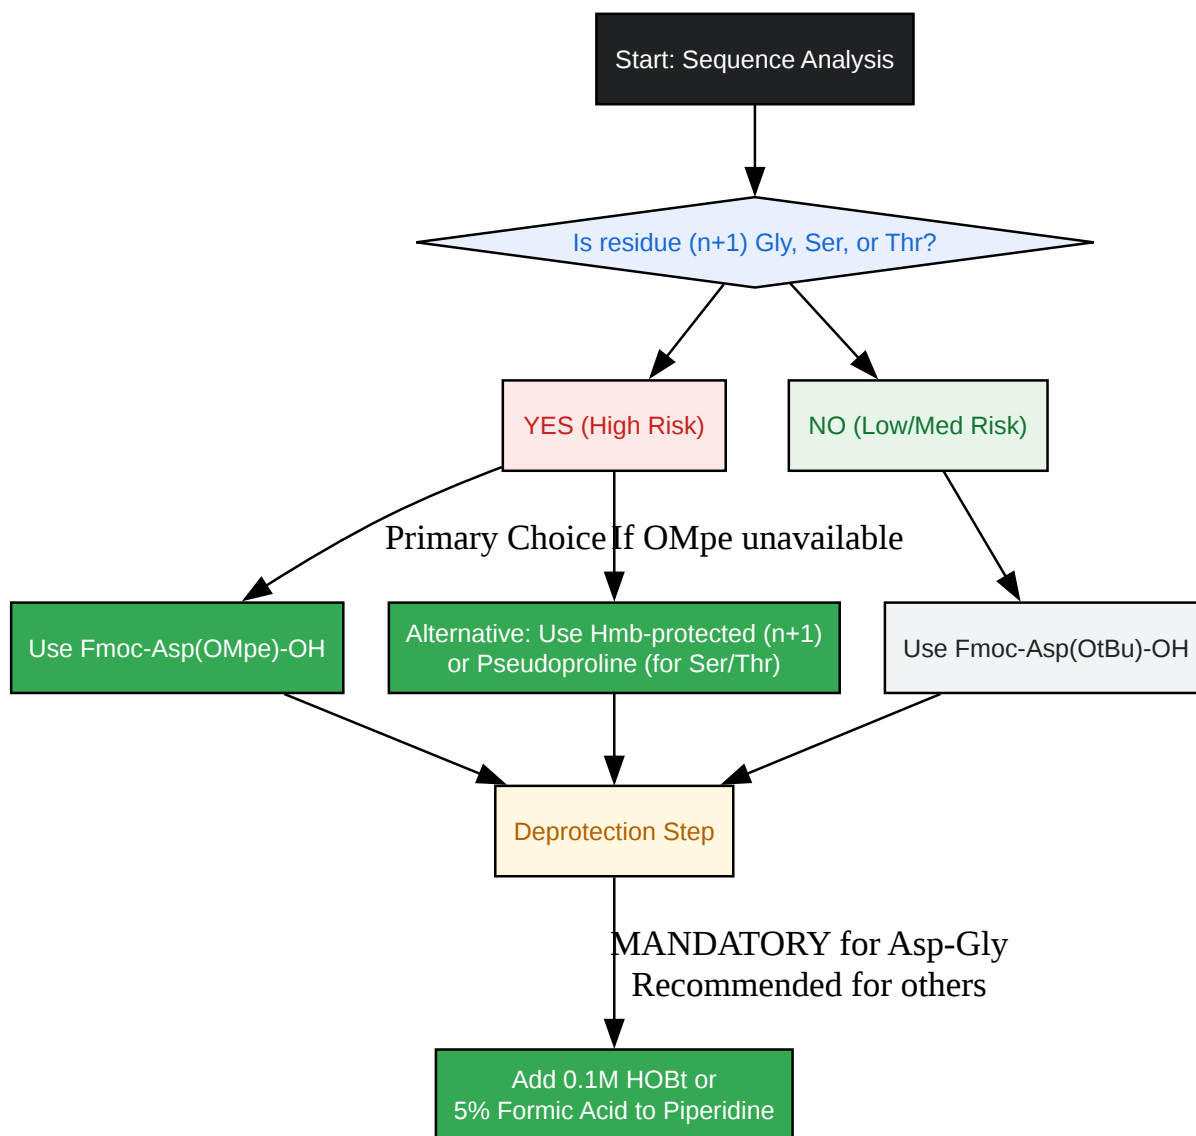 Start: Sequence Analysis
Is residue (n+1) Gly, Ser, or Thr?
YES (High Risk)
NO (Low/Med Risk)
Primary Choice
If OMpe unavailable
Use Fmoc-Asp(OMpe)-OH
Alternative: Use Hmb-protected (n+1)
or Pseudoproline (for Ser/Thr)
Use Fmoc-Asp(OtBu)-OH
Deprotection Step
MANDATORY for Asp-Gly
Recommended for others
Add 0.1M HOBt or
5% Formic Acid to Piperidine